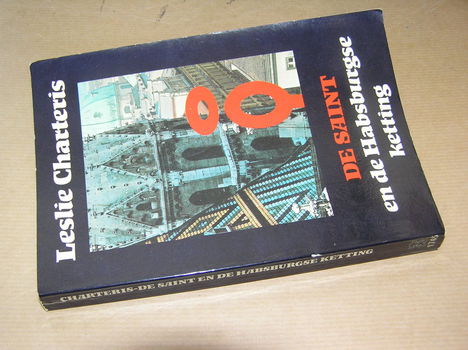 Leslie Charteris
DE SAINT
en de Habsburgse
ketting
CHARTERIS-DE SAINT EN DE HABSBURGSE KETTING